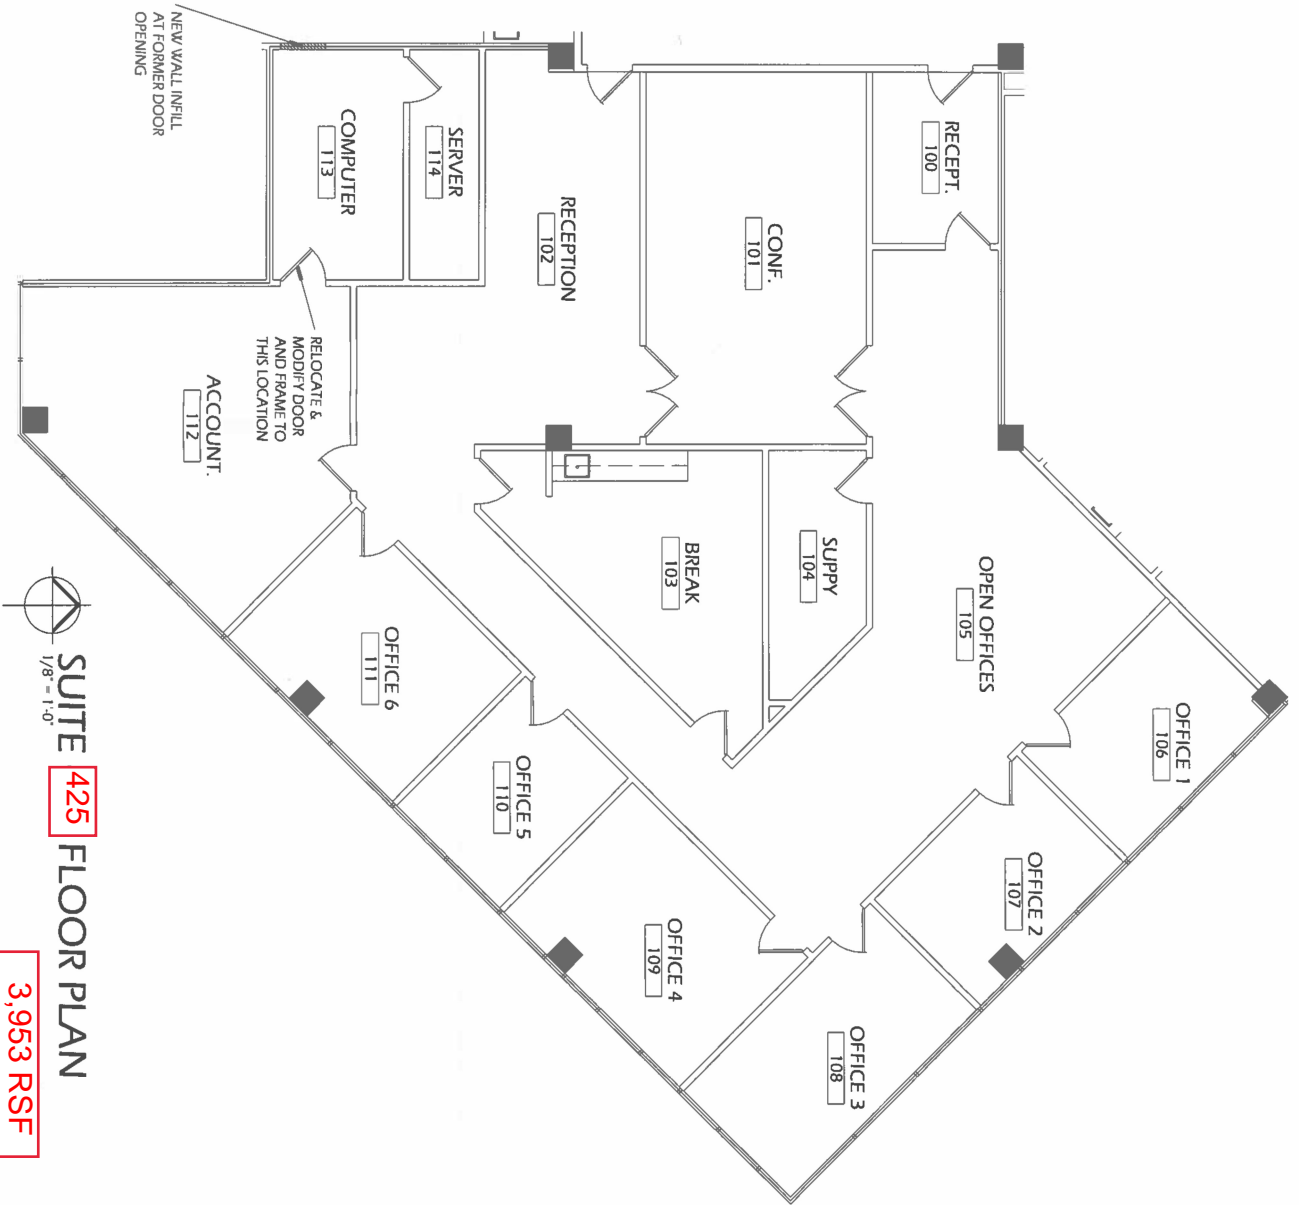 NEW WALL INFILL
AT FORMER DOOR
OPENING
COMPUTER
113
SERVER
114
RECEPTION
102
CONF.
101
RECEPT.
100
RELOCATE &
MODIFY DOOR
AND FRAME TO
THIS LOCATION
ACCOUNT.
112
BREAK
103
SUPPY
104
OPEN OFFICES
105
OFFICE 1
106
OFFICE 2
107
OFFICE 3
108
OFFICE 4
109
OFFICE 5
110
OFFICE 6
111
SUITE 425 FLOOR PLAN
1/8" = 1'-0"
3,953 RSF